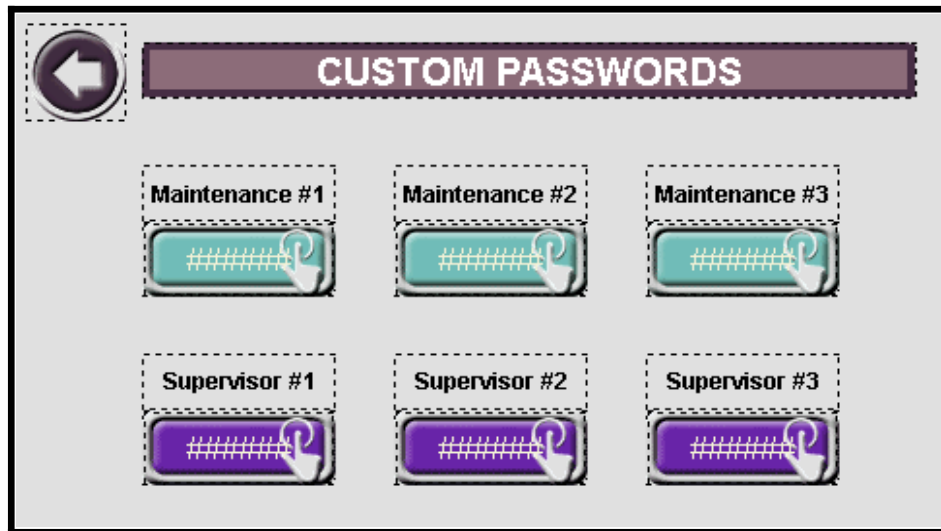 CUSTOM PASSWORDS
Maintenance #1 Maintenance #2 Maintenance #3
####### ####### #######
Supervisor #1 Supervisor #2 Supervisor #3
####### ####### #######